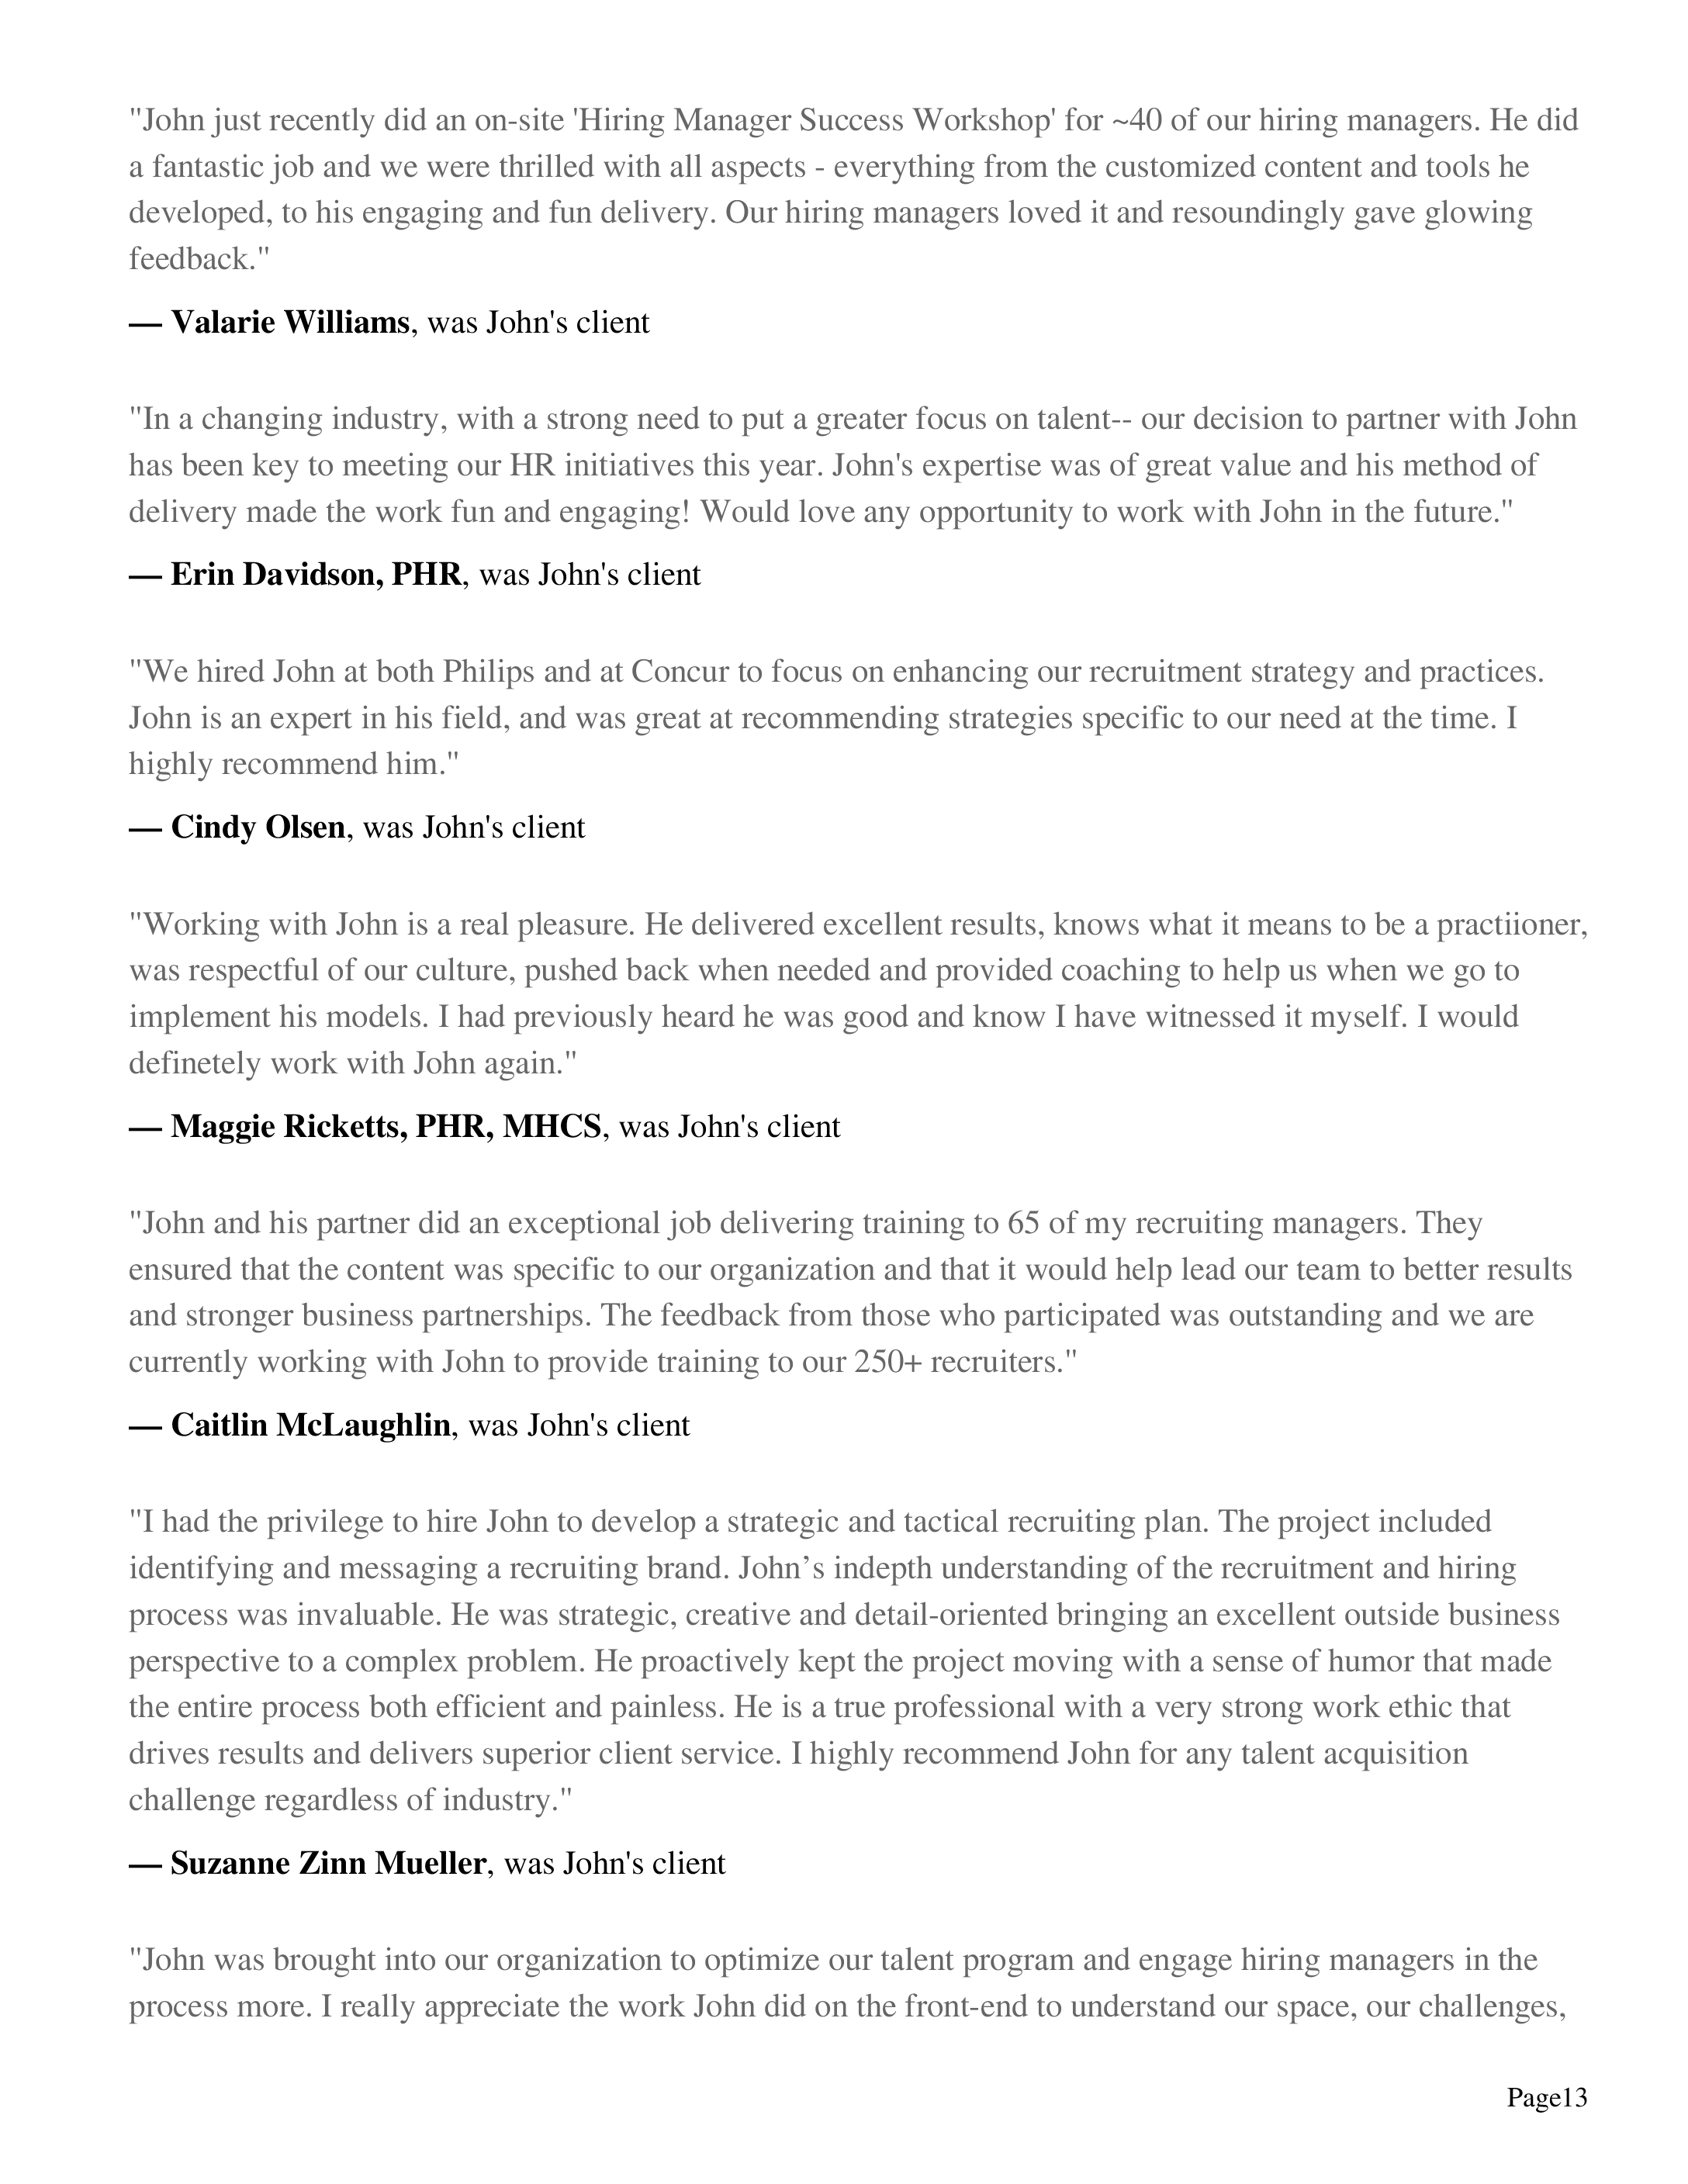 "John just recently did an on-site 'Hiring Manager Success Workshop' for ~40 of our hiring managers. He did
a fantastic job and we were thrilled with all aspects - everything from the customized content and tools he
developed, to his engaging and fun delivery. Our hiring managers loved it and resoundingly gave glowing
feedback."
— Valarie Williams, was John's client
"In a changing industry, with a strong need to put a greater focus on talent-- our decision to partner with John
has been key to meeting our HR initiatives this year. John's expertise was of great value and his method of
delivery made the work fun and engaging! Would love any opportunity to work with John in the future."
— Erin Davidson, PHR, was John's client
"We hired John at both Philips and at Concur to focus on enhancing our recruitment strategy and practices.
John is an expert in his field, and was great at recommending strategies specific to our need at the time. I
highly recommend him."
— Cindy Olsen, was John's client
"Working with John is a real pleasure. He delivered excellent results, knows what it means to be a practiioner,
was respectful of our culture, pushed back when needed and provided coaching to help us when we go to
implement his models. I had previously heard he was good and know I have witnessed it myself. I would
definetely work with John again."
— Maggie Ricketts, PHR, MHCS, was John's client
"John and his partner did an exceptional job delivering training to 65 of my recruiting managers. They
ensured that the content was specific to our organization and that it would help lead our team to better results
and stronger business partnerships. The feedback from those who participated was outstanding and we are
currently working with John to provide training to our 250+ recruiters."
— Caitlin McLaughlin, was John's client
"I had the privilege to hire John to develop a strategic and tactical recruiting plan. The project included
identifying and messaging a recruiting brand. John’s indepth understanding of the recruitment and hiring
process was invaluable. He was strategic, creative and detail-oriented bringing an excellent outside business
perspective to a complex problem. He proactively kept the project moving with a sense of humor that made
the entire process both efficient and painless. He is a true professional with a very strong work ethic that
drives results and delivers superior client service. I highly recommend John for any talent acquisition
challenge regardless of industry."
— Suzanne Zinn Mueller, was John's client
"John was brought into our organization to optimize our talent program and engage hiring managers in the
process more. I really appreciate the work John did on the front-end to understand our space, our challenges,
Page13